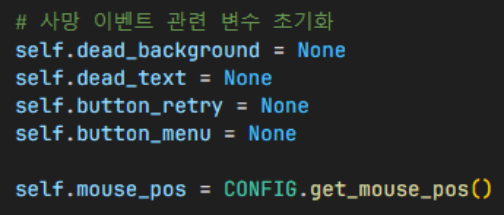 # 사망 이벤트 관련 변수 초기화
self.dead_background = None
self.dead_text = None
self.button_retry = None
self.button_menu = None
self.mouse_pos = CONFIG.get_mouse_pos()